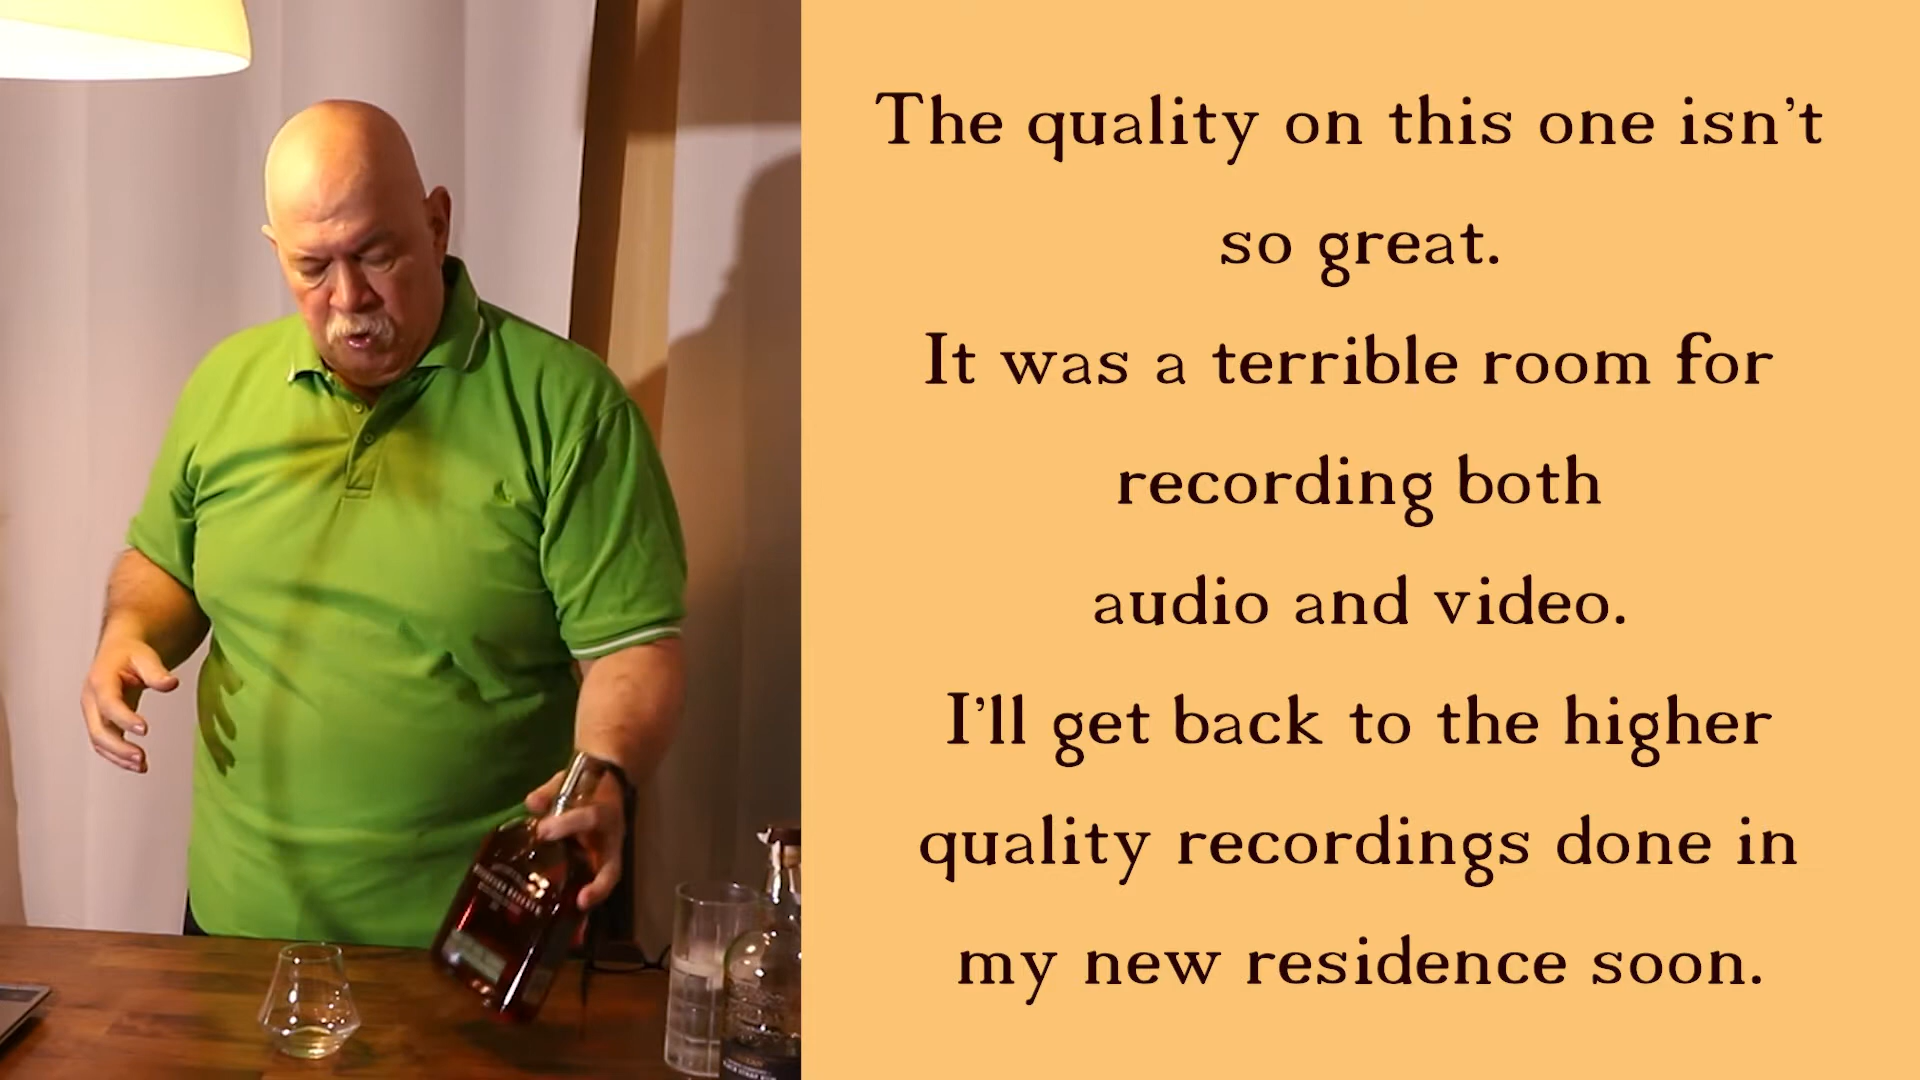 The quality on this one isn't
so great.
It was a terrible room for
recording both
audio and video.
I'll get back to the higher
quality recordings done in
my new residence soon.